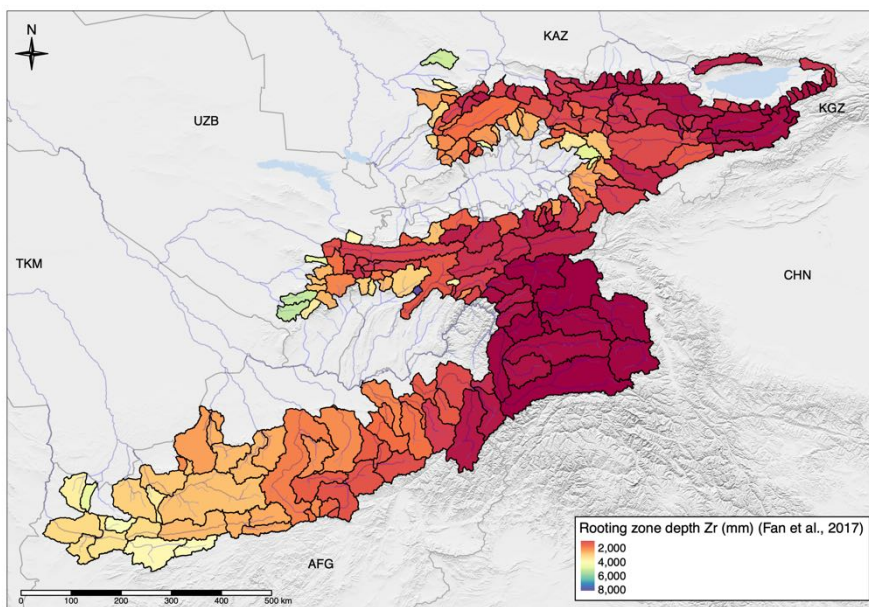 N
KAZ
KGZ
UZB
TKM
CHN
Rooting zone depth Zr (mm) (Fan et al., 2017)
2,000
4,000
6,000
8,000
AFG
0 100 200 300 400 500 km